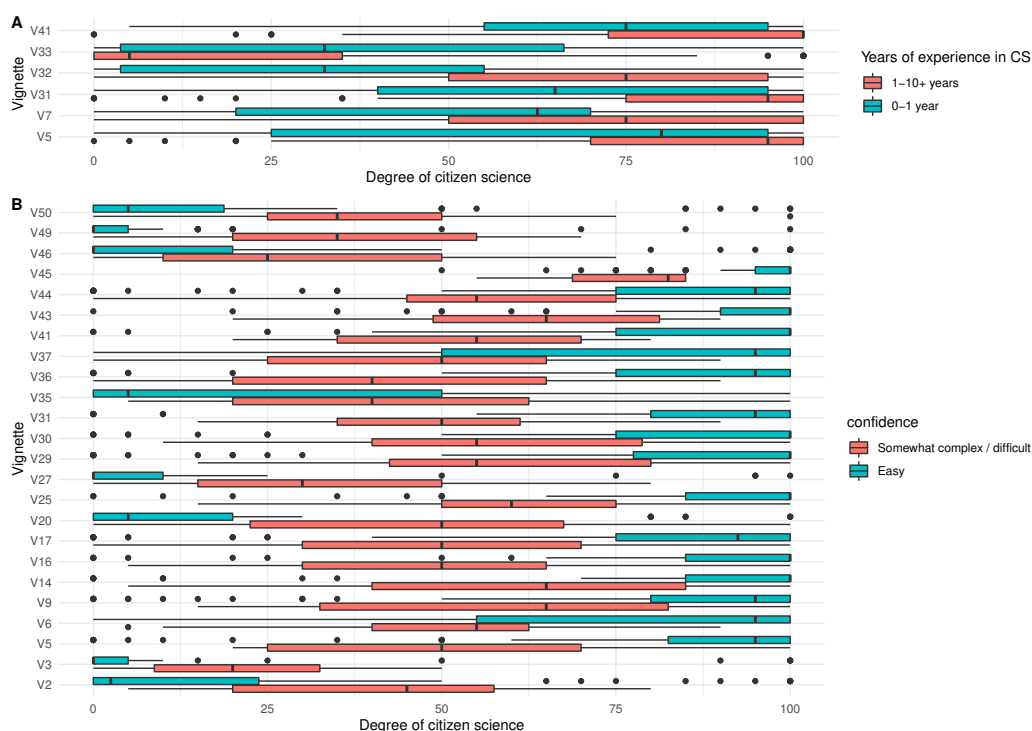 A
V41
V33
V32
V31
V7
V5
Vignette
0 25 50 75 100
Degree of citizen science
Years of experience in CS
1−10+ years
0−1 year
B
V50
V49
V46
V45
V44
V43
V41
V37
V36
V35
V31
V30
V29
V27
V25
V20
V17
V16
V14
V9
V6
V5
V3
V2
Vignette
0 25 50 75 100
Degree of citizen science
confidence
Somewhat complex / difficult
Easy